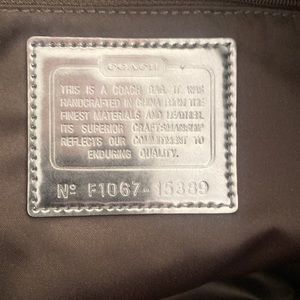 COACH
THIS IS A COACH BAG. IT WAS
HANDCRAFTED IN CHINA FROM THE
FINEST MATERIALS AND LEATHER.
ITS SUPERIOR CRAFTSMANSHIP
REFLECTS OUR COMMITMENT TO
ENDURING QUALITY.
Nº F1067-15389